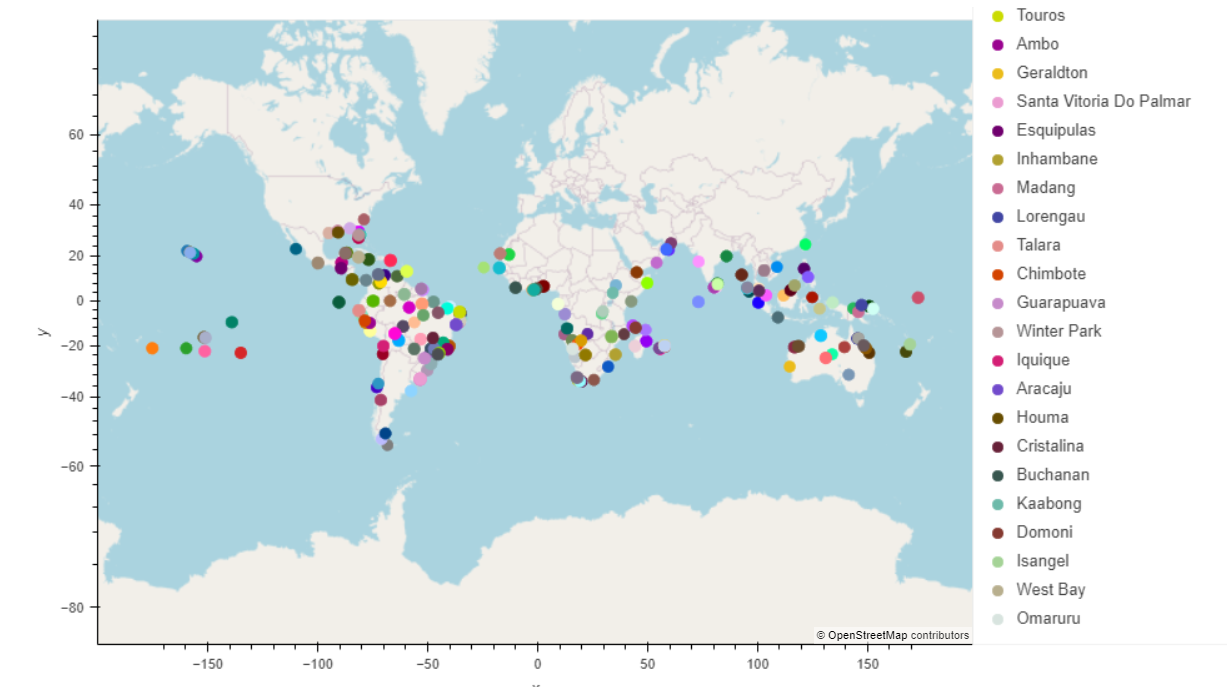 Touros
Ambo
Geraldton
Santa Vitoria Do Palmar
Esquipulas
Inhambane
Madang
Lorengau
Talara
Chimbote
Guarapuava
Winter Park
Iquique
Aracaju
Houma
Cristalina
Buchanan
Kaabong
Domoni
Isangel
West Bay
Omaruru
60
40
20
0
−20
−40
−60
−80
y
© OpenStreetMap contributors
−150
−100
−50
0
50
100
150